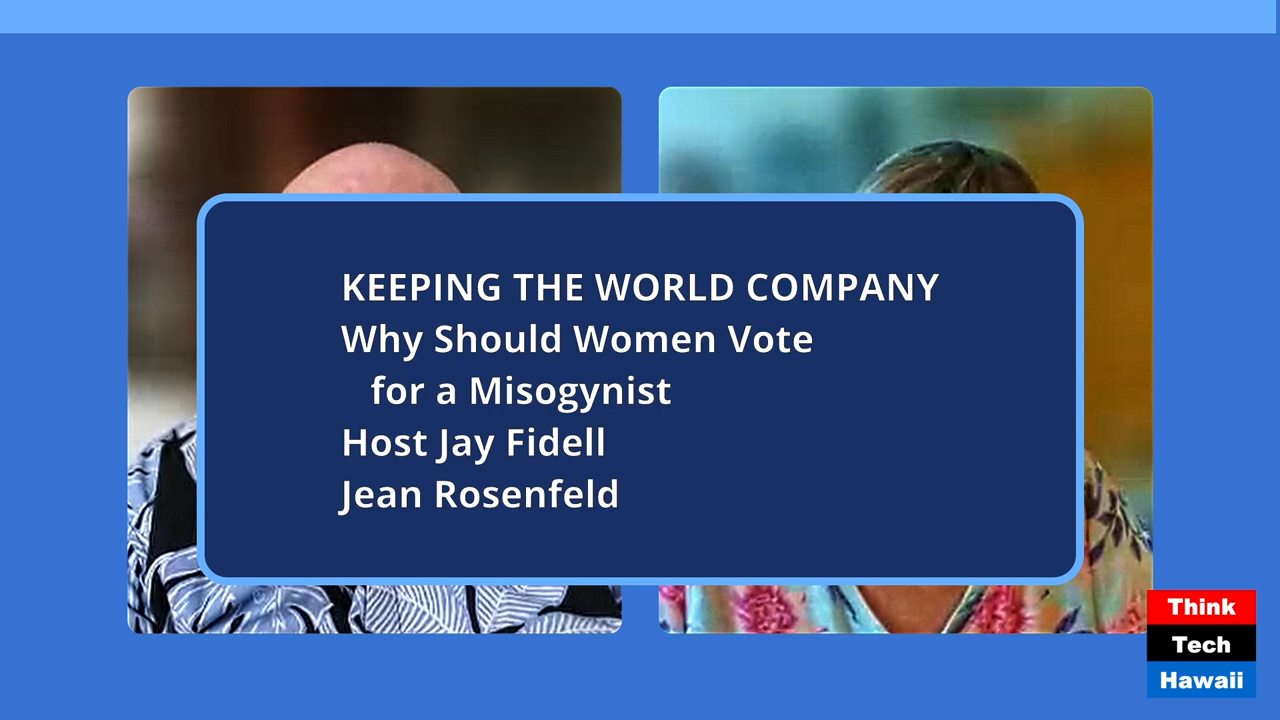 KEEPING THE WORLD COMPANY
Why Should Women Vote
for a Misogynist
Host Jay Fidell
Jean Rosenfeld
Think
Tech
Hawaii